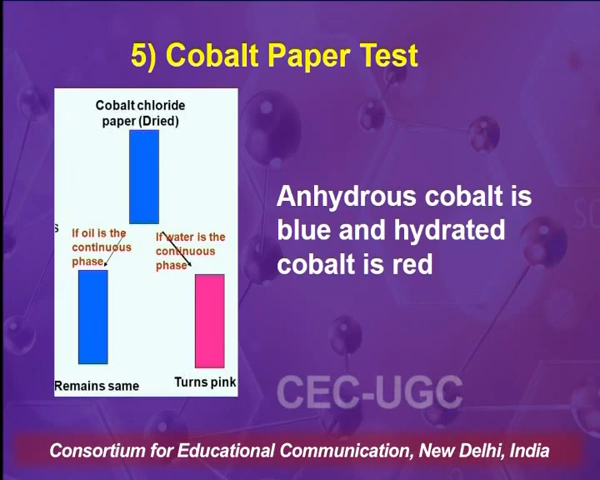 5) Cobalt Paper Test
Cobalt chloride
paper (Dried)
s
If oil is the
continuous
phase
If water is the
continuous
phase
Remains same
Turns pink
Anhydrous cobalt is
blue and hydrated
cobalt is red
CEC-UGC
Consortium for Educational Communication, New Delhi, India